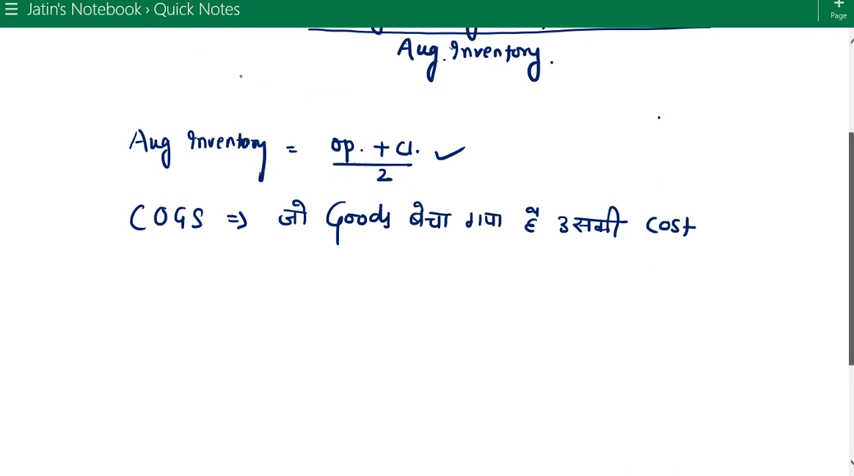 Jatin's Notebook › Quick Notes
Page
Avg. Inventory.
Avg Inventory = op. + cl. / 2 ✓
COGS => जो Goods बेचा गया है उसकी cost